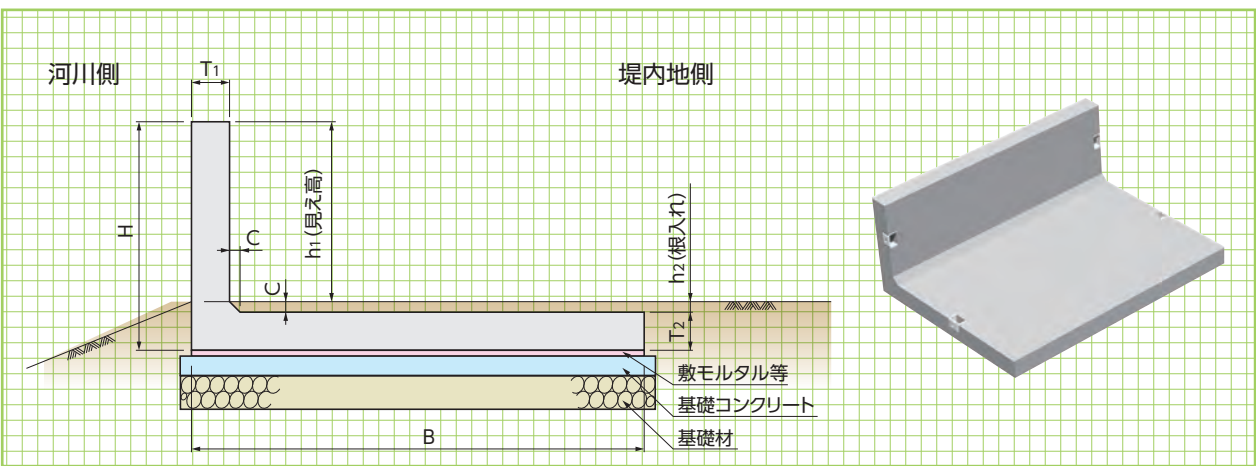 河川側
T1
堤内地側
H
h1(見え高)
C
C
h2(根入れ)
T2
敷モルタル等
基礎コンクリート
基礎材
B